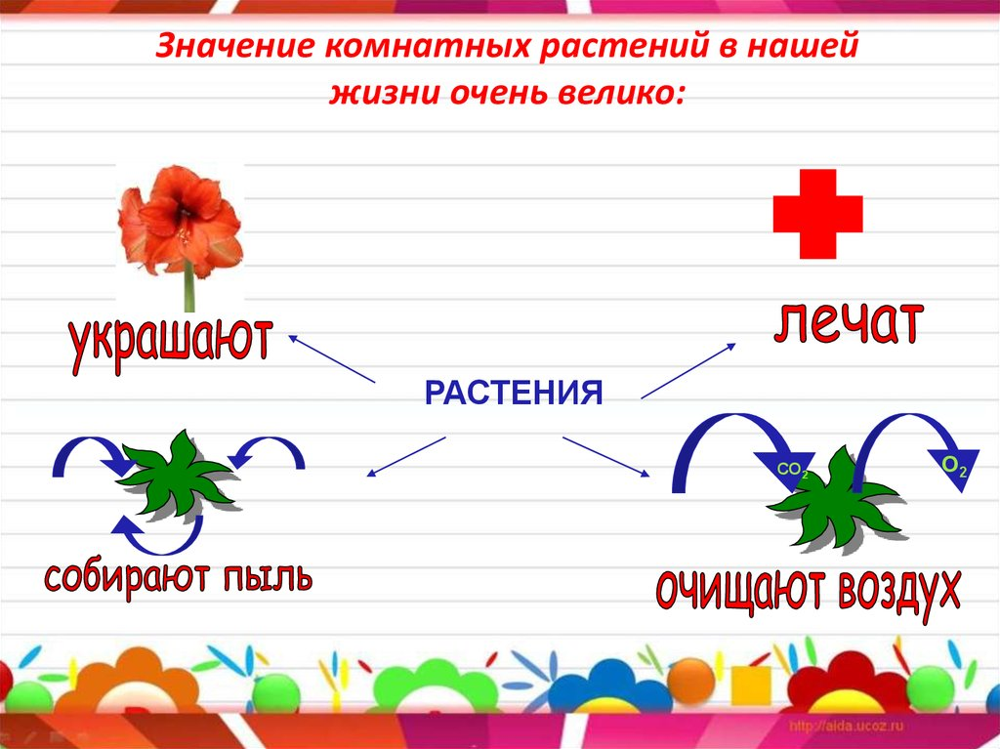 Значение комнатных растений в нашей
жизни очень велико:
украшают
лечат
РАСТЕНИЯ
CO2
O2
собирают пыль
очищают воздух
http://aida.ucoz.ru